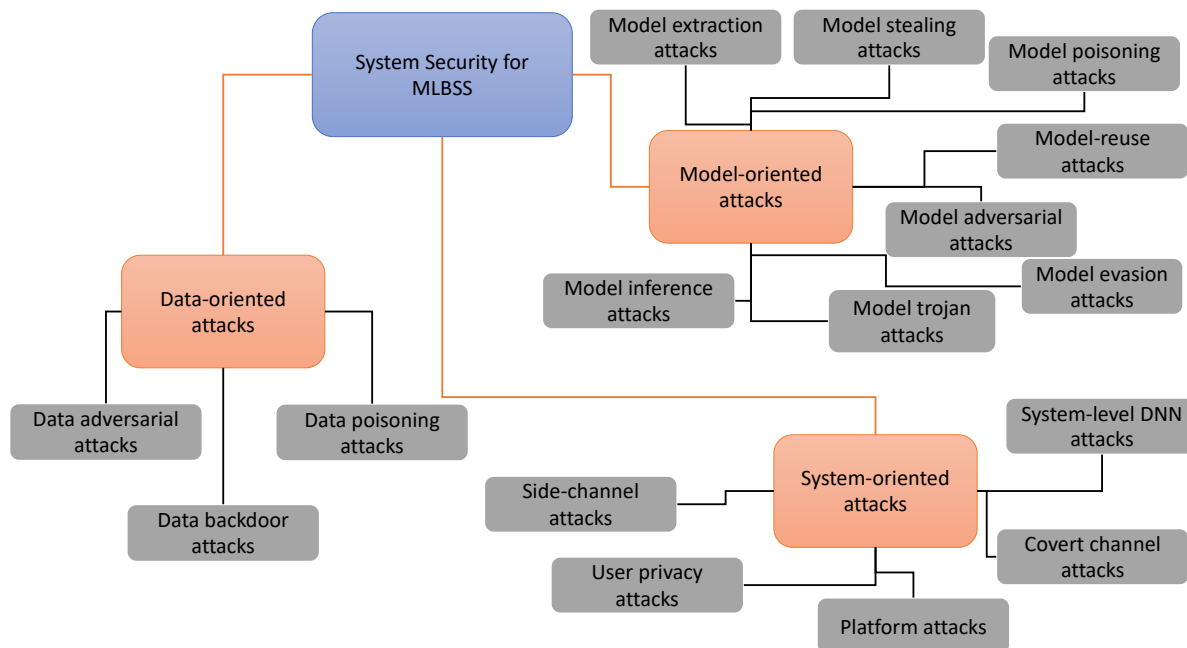 System Security for
MLBSS
Model extraction
attacks
Model stealing
attacks
Model poisoning
attacks
Model-reuse
attacks
Model-oriented
attacks
Model adversarial
attacks
Model evasion
attacks
Model inference
attacks
Model trojan
attacks
Data-oriented
attacks
Data adversarial
attacks
Data poisoning
attacks
Data backdoor
attacks
System-level DNN
attacks
System-oriented
attacks
Side-channel
attacks
Covert channel
attacks
User privacy
attacks
Platform attacks